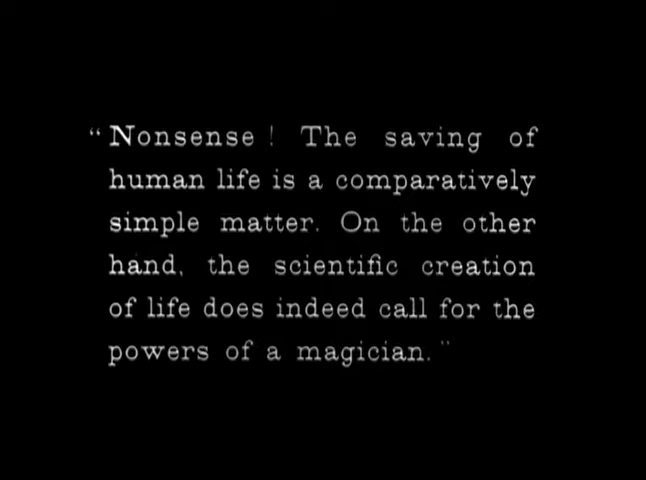 “Nonsense! The saving of
human life is a comparatively
simple matter. On the other
hand, the scientific creation
of life does indeed call for the
powers of a magician."